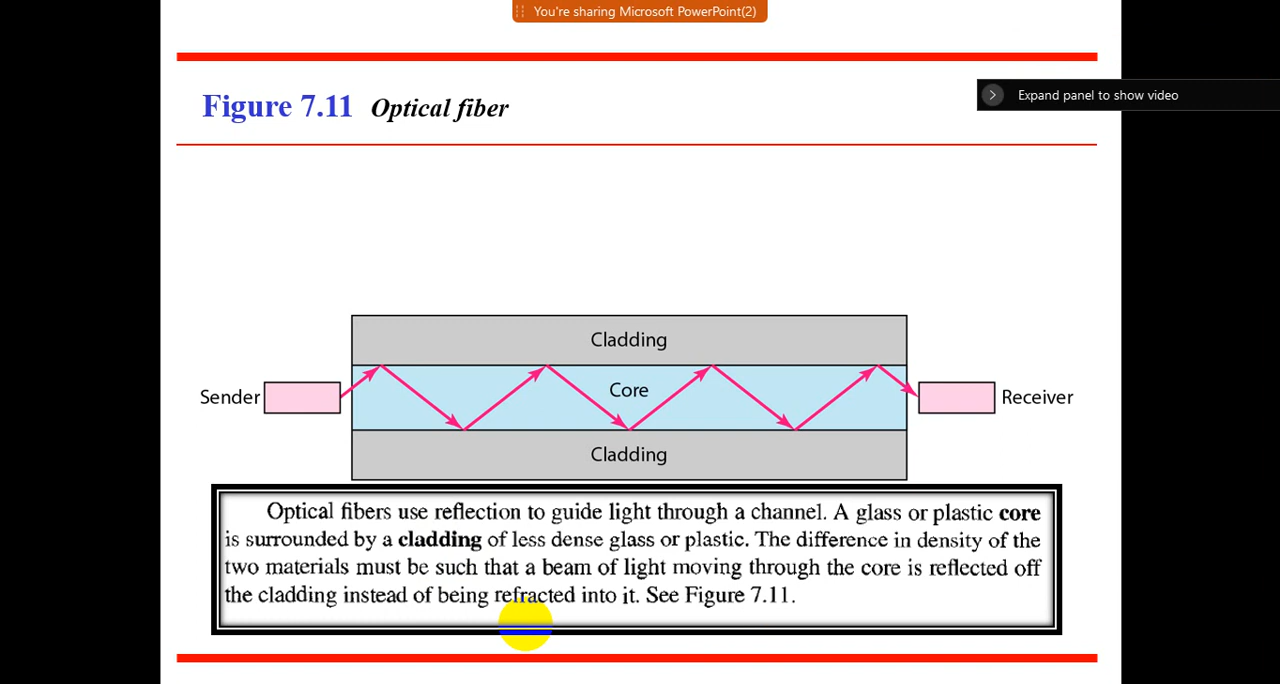 You're sharing Microsoft PowerPoint(2)
Expand panel to show video
Figure 7.11 Optical fiber
Cladding
Core
Sender
Receiver
Cladding
Optical fibers use reflection to guide light through a channel. A glass or plastic core
is surrounded by a cladding of less dense glass or plastic. The difference in density of the
two materials must be such that a beam of light moving through the core is reflected off
the cladding instead of being refracted into it. See Figure 7.11.